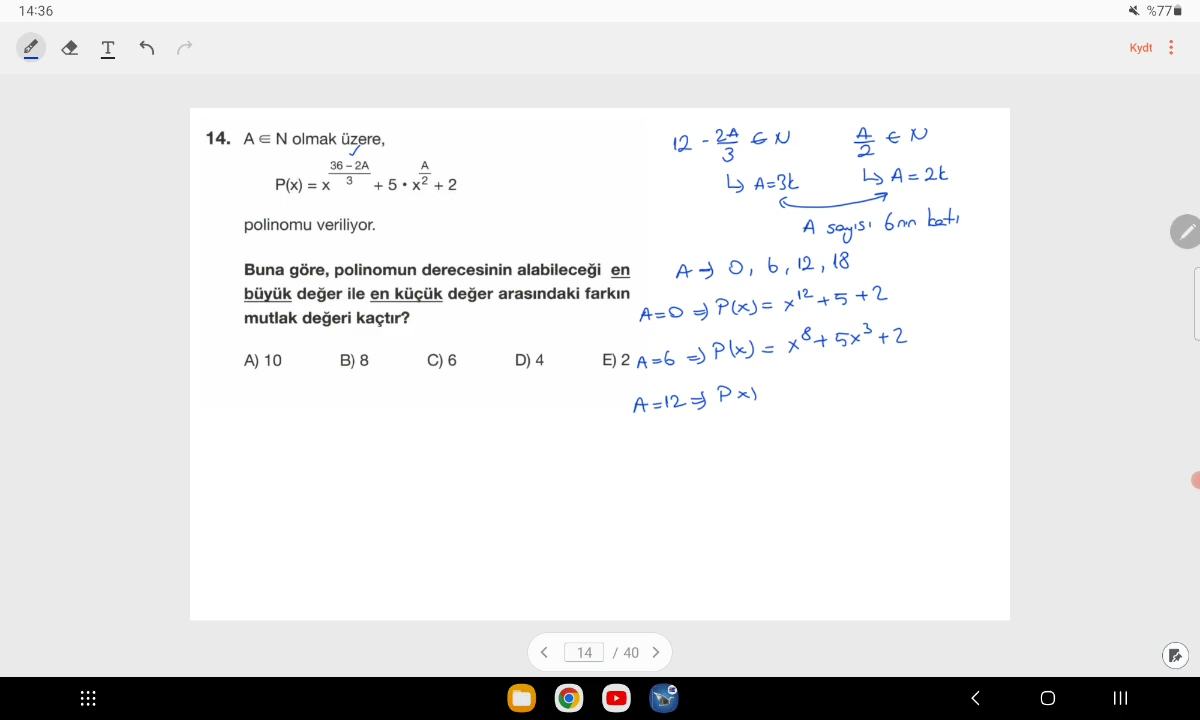 14:36
%77
T
Kydt
14. A ∈ N olmak üzere,
P(x) = x^((36 – 2A)/3) + 5 • x^(A/2) + 2
polinomu veriliyor.
Buna göre, polinomun derecesinin alabileceği en
büyük değer ile en küçük değer arasındaki farkın
mutlak değeri kaçtır?
A) 10 B) 8 C) 6 D) 4 E) 2
12 - 2A/3 ∈ N A/2 ∈ N
↳ A=3k ↳ A=2k
A sayısı 6nın katı
A → 0, 6, 12, 18
A=0 ⇒ P(x) = x^12 + 5 + 2
A=6 ⇒ P(x) = x^8 + 5x^3 + 2
A=12 ⇒ P x)
14 / 40